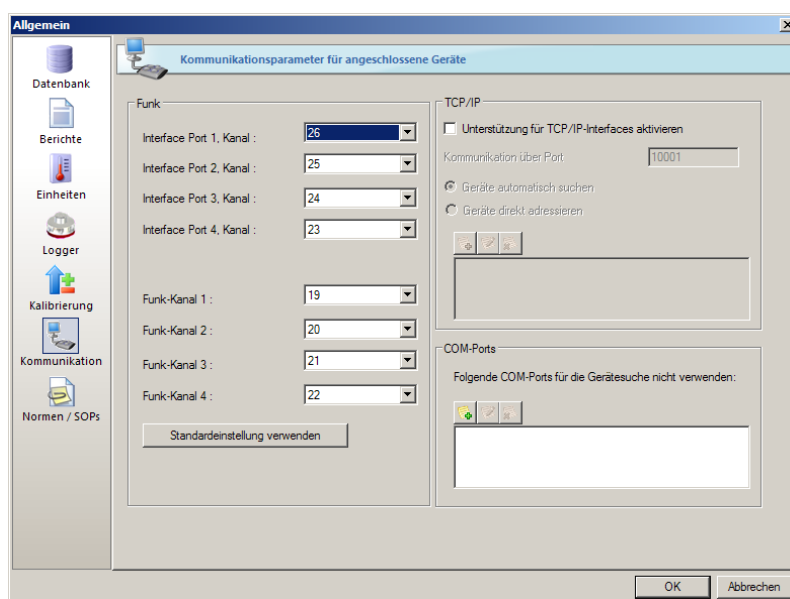 Allgemein
Datenbank
Berichte
Einheiten
Logger
Kalibrierung
Kommunikation
Normen / SOPs
Kommunikationsparameter für angeschlossene Geräte
Funk
Interface Port 1, Kanal : 26
Interface Port 2, Kanal : 25
Interface Port 3, Kanal : 24
Interface Port 4, Kanal : 23
Funk-Kanal 1 : 19
Funk-Kanal 2 : 20
Funk-Kanal 3 : 21
Funk-Kanal 4 : 22
Standardeinstellung verwenden
TCP/IP
Unterstützung für TCP/IP-Interfaces aktivieren
Kommunikation über Port 10001
Geräte automatisch suchen
Geräte direkt adressieren
COM-Ports
Folgende COM-Ports für die Gerätesuche nicht verwenden:
OK Abbrechen